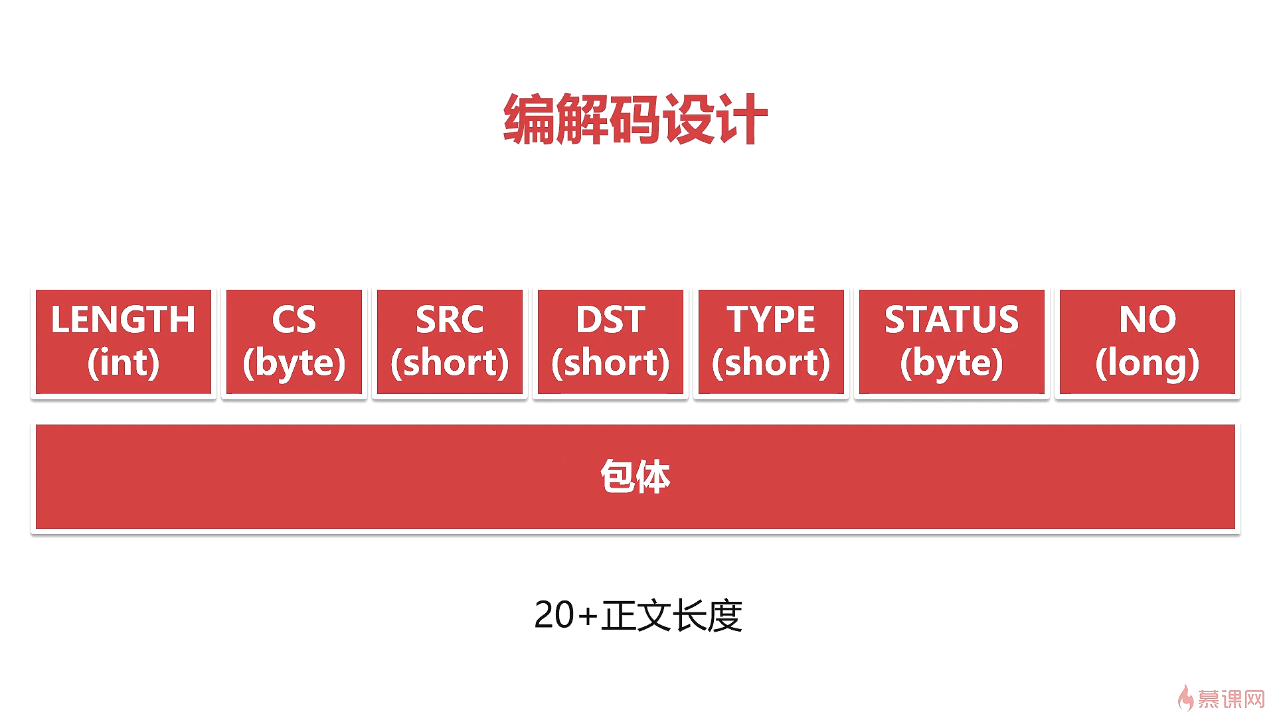 编解码设计
LENGTH
(int)
CS
(byte)
SRC
(short)
DST
(short)
TYPE
(short)
STATUS
(byte)
NO
(long)
包体
20+正文长度
慕课网